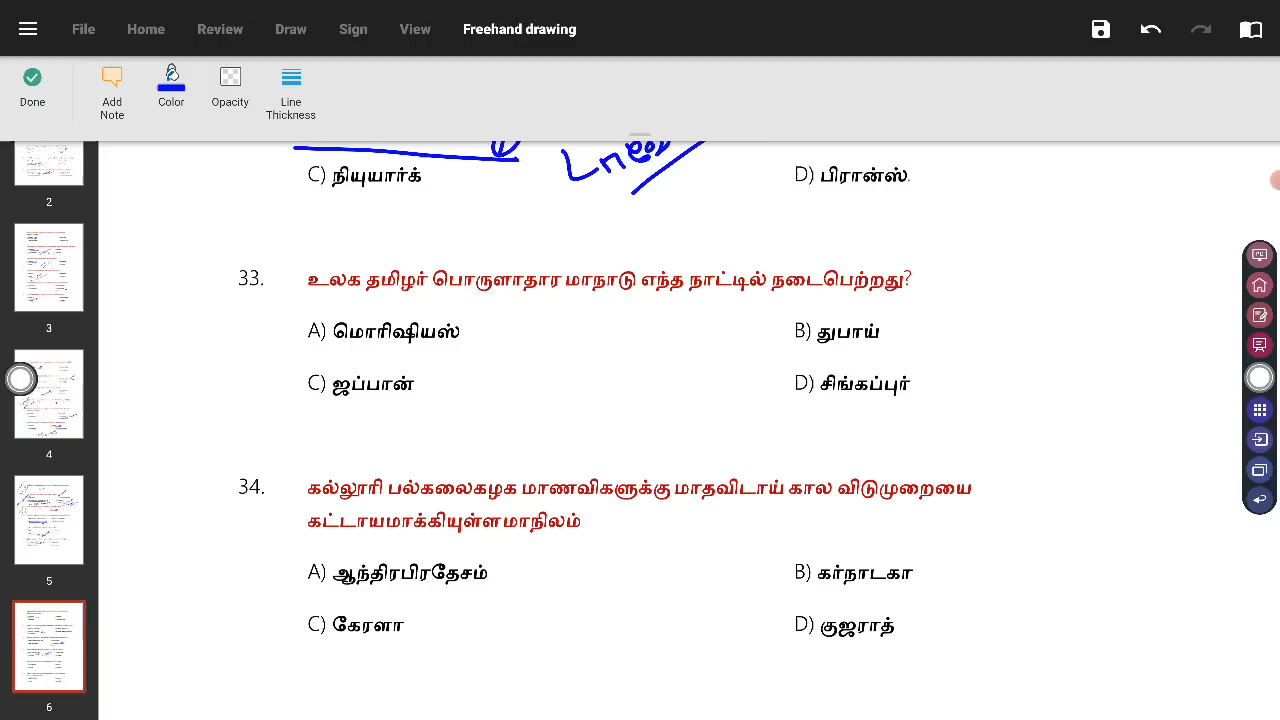 File Home Review Draw Sign View Freehand drawing
Done Add Note Color Opacity Line Thickness
C) நியுயார்க் D) பிரான்ஸ்.
33. உலக தமிழர் பொருளாதார மாநாடு எந்த நாட்டில் நடைபெற்றது?
A) மொரிஷியஸ் B) துபாய்
C) ஜப்பான் D) சிங்கப்புர்
34. கல்லூரி பல்கலைகழக மாணவிகளுக்கு மாதவிடாய் கால விடுமுறையை
கட்டாயமாக்கியுள்ளமாநிலம்
A) ஆந்திரபிரதேசம் B) கர்நாடகா
C) கேரளா D) குஜராத்
2
3
4
5
6